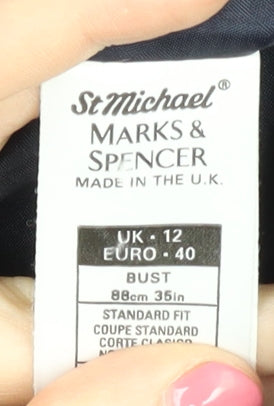 St Michael®
MARKS &
SPENCER
MADE IN THE U.K.
UK • 12
EURO • 40
BUST
88cm 35in
STANDARD FIT
COUPE STANDARD
CORTE CLASICO